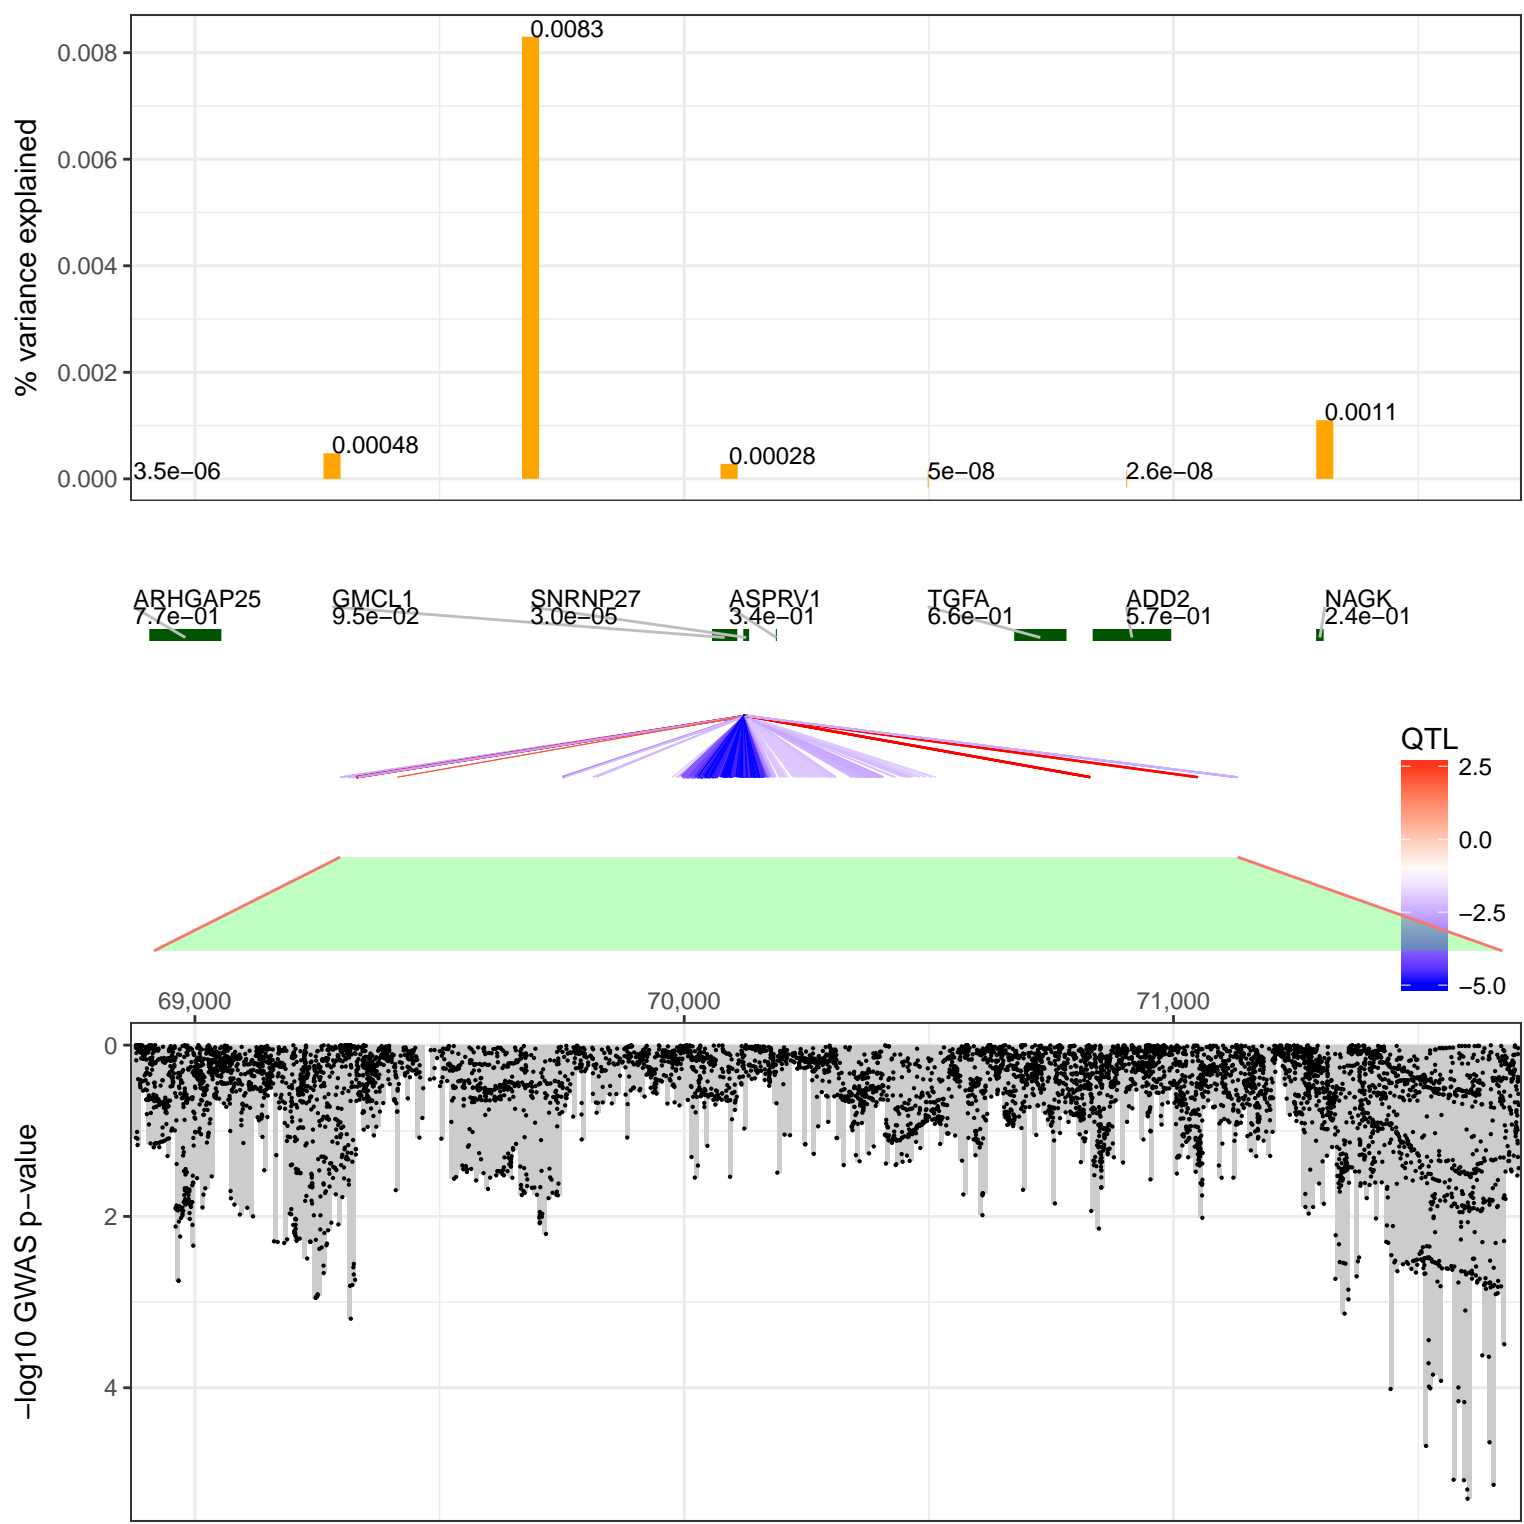 % variance explained
0.008
0.006
0.004
0.002
0.000
3.5e−06
0.00048
0.0083
0.00028
5e−08
2.6e−08
0.0011
ARHGAP25
7.7e−01
GMCL1
9.5e−02
SNRNP27
3.0e−05
ASPRV1
3.4e−01
TGFA
6.6e−01
ADD2
5.7e−01
NAGK
2.4e−01
QTL
2.5
0.0
−2.5
−5.0
69,000
70,000
71,000
−log10 GWAS p−value
0
2
4